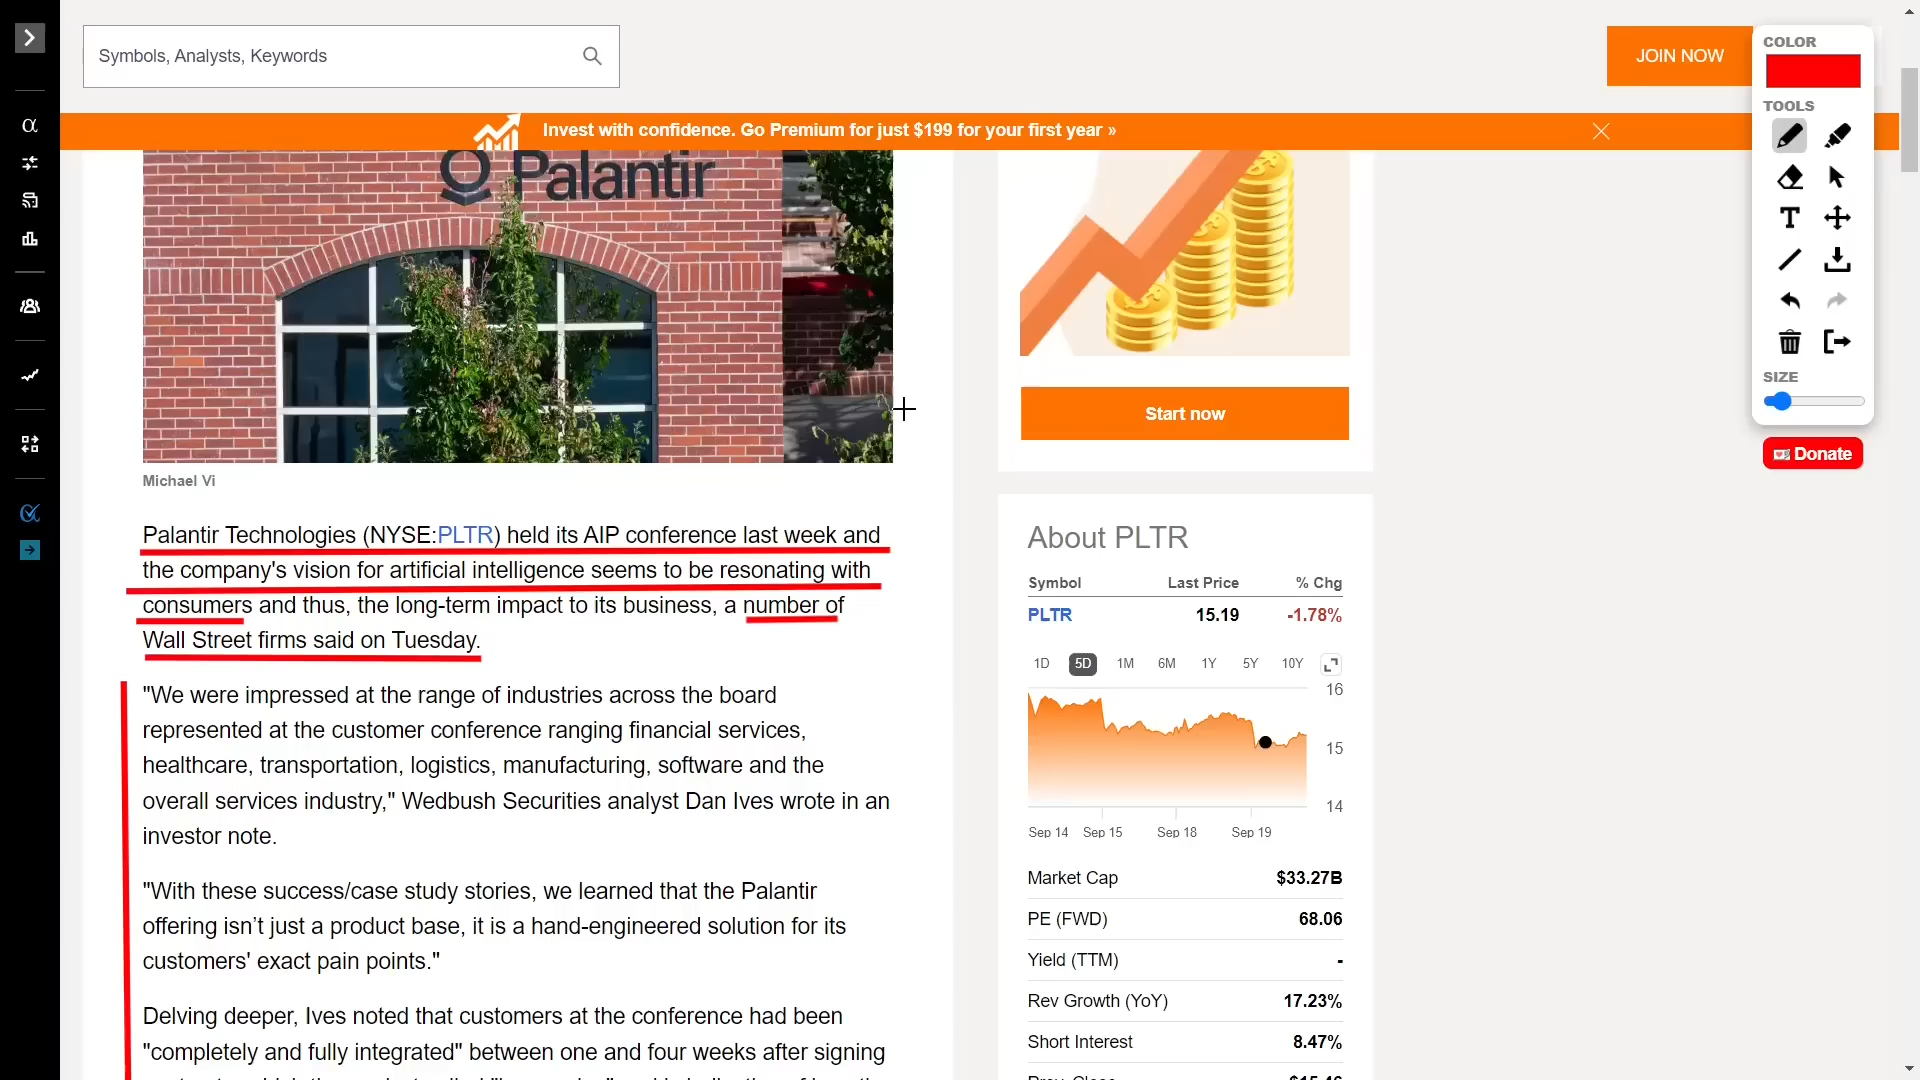 Symbols, Analysts, Keywords
JOIN NOW
Invest with confidence. Go Premium for just $199 for your first year »
Palantir
Start now
Michael Vi
Palantir Technologies (NYSE:PLTR) held its AIP conference last week and
the company's vision for artificial intelligence seems to be resonating with
consumers and thus, the long-term impact to its business, a number of
Wall Street firms said on Tuesday.
"We were impressed at the range of industries across the board
represented at the customer conference ranging financial services,
healthcare, transportation, logistics, manufacturing, software and the
overall services industry," Wedbush Securities analyst Dan Ives wrote in an
investor note.
"With these success/case study stories, we learned that the Palantir
offering isn’t just a product base, it is a hand-engineered solution for its
customers' exact pain points."
Delving deeper, Ives noted that customers at the conference had been
"completely and fully integrated" between one and four weeks after signing
About PLTR
Symbol Last Price % Chg
PLTR 15.19 -1.78%
1D 5D 1M 6M 1Y 5Y 10Y
16
15
14
Sep 14 Sep 15 Sep 18 Sep 19
Market Cap $33.27B
PE (FWD) 68.06
Yield (TTM) -
Rev Growth (YoY) 17.23%
Short Interest 8.47%
COLOR
TOOLS
T
SIZE
Donate